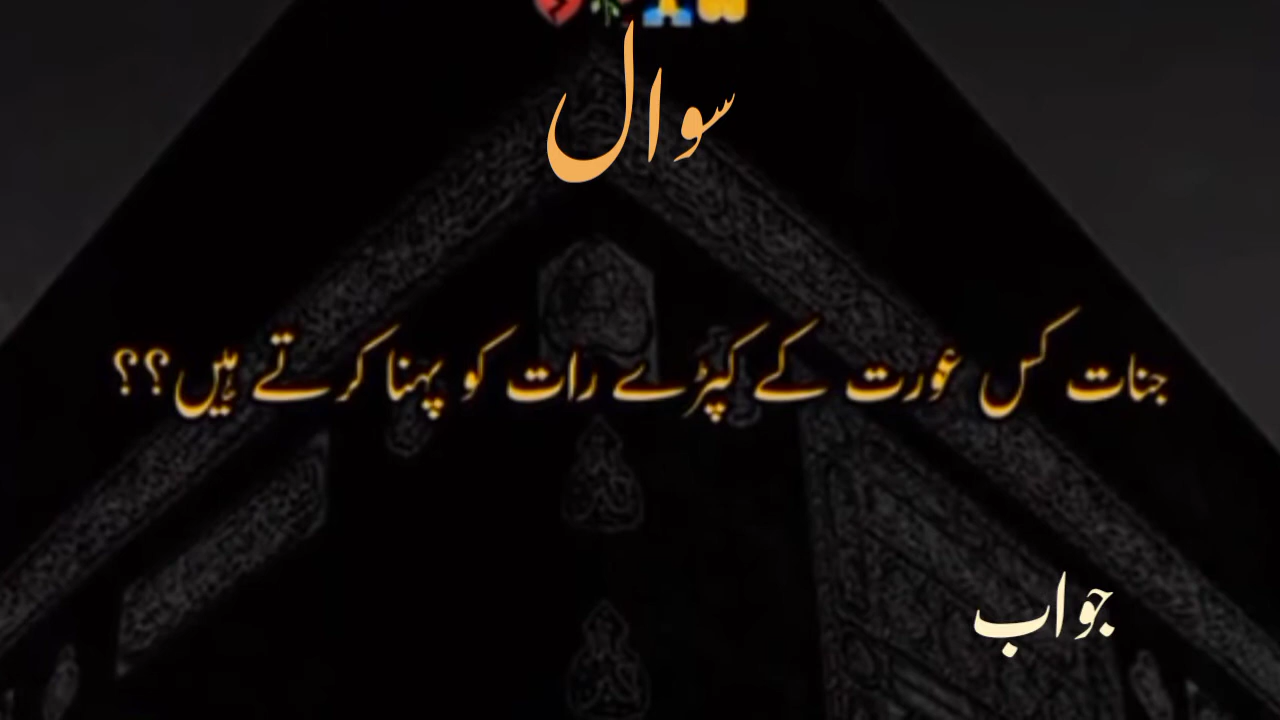 سوال
جنات کس عورت کے کپڑے رات کو پہنا کرتے ہیں؟؟
جواب